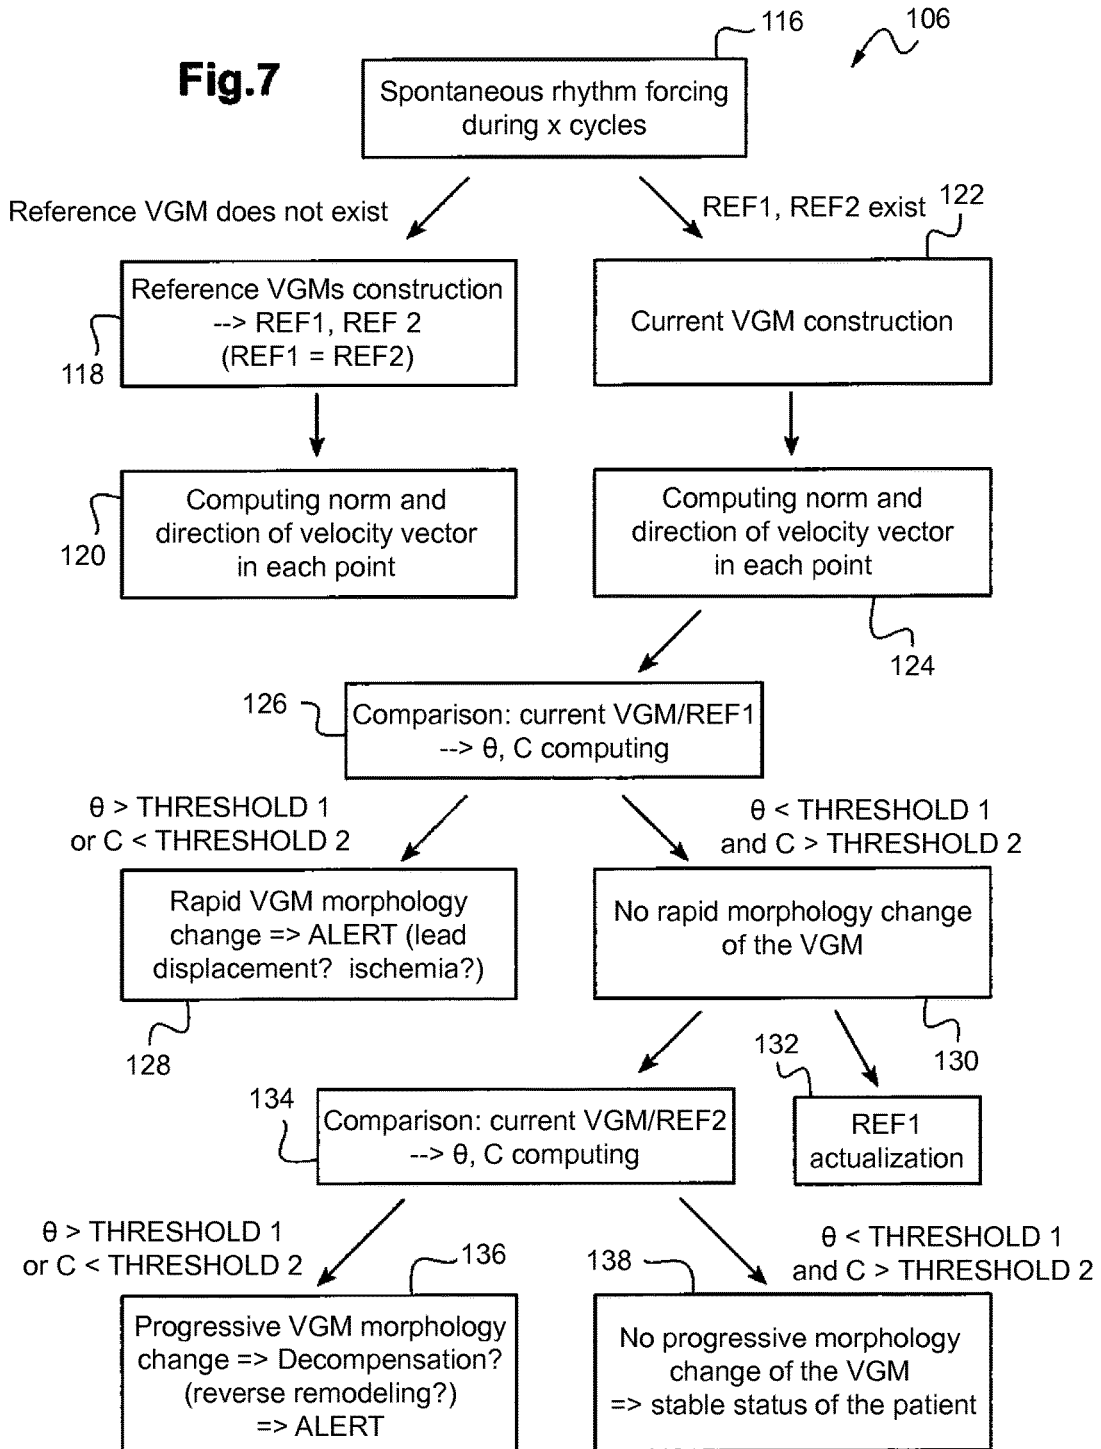 116
106
Fig.7
Spontaneous rhythm forcing
during x cycles
Reference VGM does not exist
REF1, REF2 exist
122
Reference VGMs construction
--> REF1, REF 2
(REF1 = REF2)
118
Current VGM construction
Computing norm and
direction of velocity vector
in each point
120
Computing norm and
direction of velocity vector
in each point
124
126
Comparison: current VGM/REF1
--> θ, C computing
θ > THRESHOLD 1
or C < THRESHOLD 2
θ < THRESHOLD 1
and C > THRESHOLD 2
Rapid VGM morphology
change => ALERT (lead
displacement? ischemia?)
128
No rapid morphology change
of the VGM
130
132
134
Comparison: current VGM/REF2
--> θ, C computing
REF1
actualization
θ > THRESHOLD 1
or C < THRESHOLD 2
136
138
θ < THRESHOLD 1
and C > THRESHOLD 2
Progressive VGM morphology
change => Decompensation?
(reverse remodeling?)
=> ALERT
No progressive morphology
change of the VGM
=> stable status of the patient